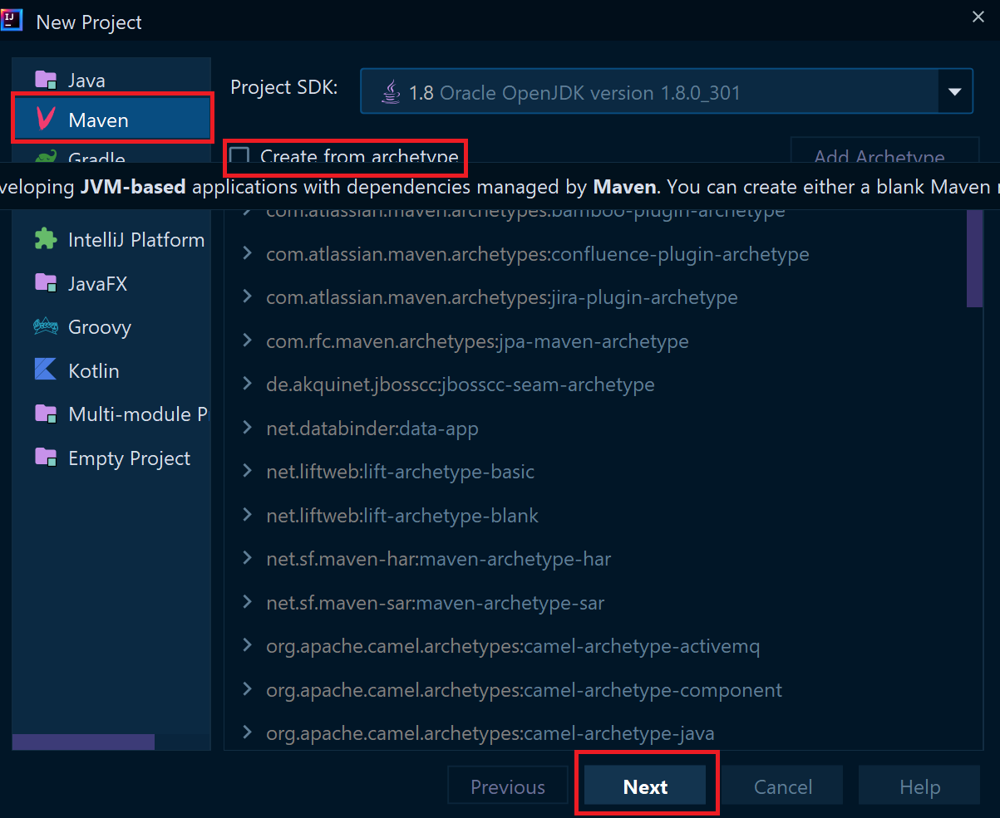 New Project
Java
Maven
Gradle
IntelliJ Platform
JavaFX
Groovy
Kotlin
Multi-module P
Empty Project
Project SDK: 1.8 Oracle OpenJDK version 1.8.0_301
Create from archetype
Add Archetype
veloping JVM-based applications with dependencies managed by Maven. You can create either a blank Maven
com.atlassian.maven.archetypes:bamboo-plugin-archetype
com.atlassian.maven.archetypes:confluence-plugin-archetype
com.atlassian.maven.archetypes:jira-plugin-archetype
com.rfc.maven.archetypes:jpa-maven-archetype
de.akquinet.jbosscc:jbosscc-seam-archetype
net.databinder:data-app
net.liftweb:lift-archetype-basic
net.liftweb:lift-archetype-blank
net.sf.maven-har:maven-archetype-har
net.sf.maven-sar:maven-archetype-sar
org.apache.camel.archetypes:camel-archetype-activemq
org.apache.camel.archetypes:camel-archetype-component
org.apache.camel.archetypes:camel-archetype-java
Previous Next Cancel Help